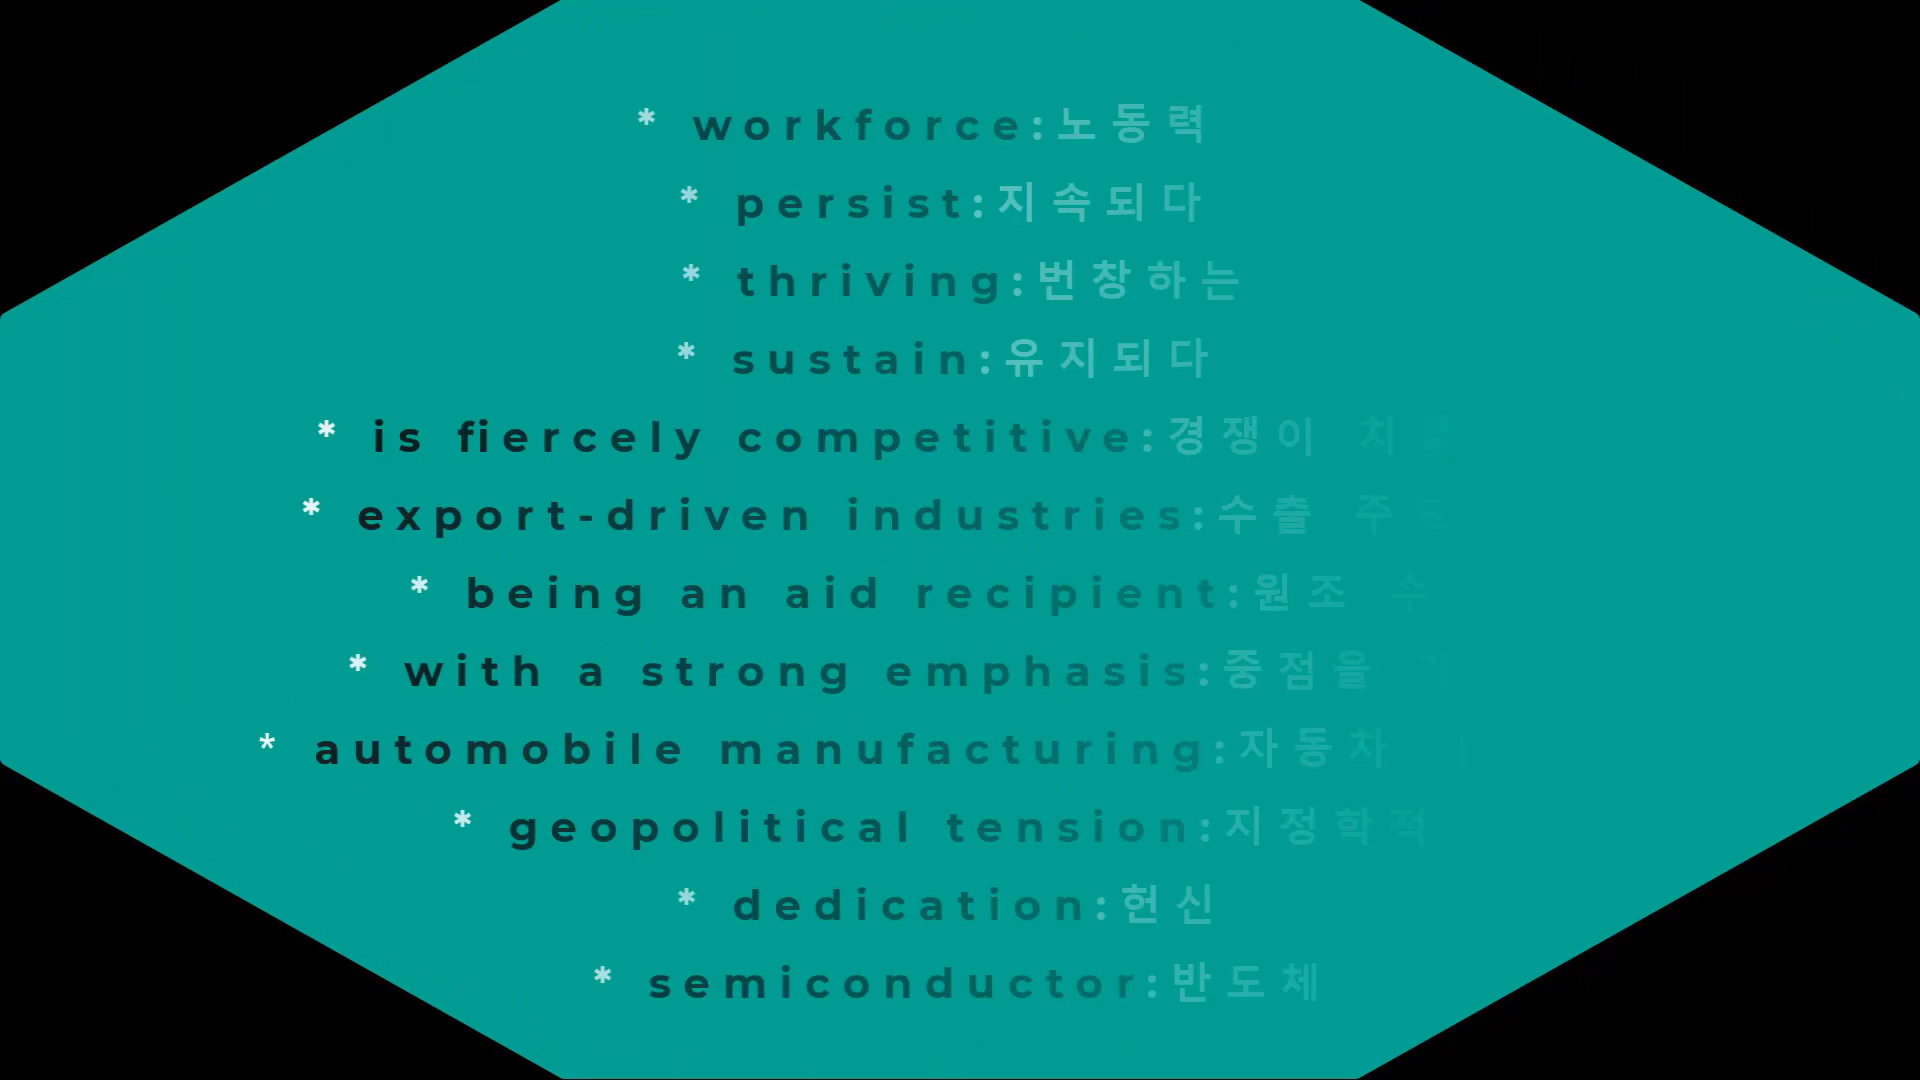 * workforce:노동력
* persist:지속되다
* thriving:번창하는
* sustain:유지되다
* is fiercely competitive:경쟁이
* export-driven industries:수출
* being an aid recipient:원조
* with a strong emphasis:중점을
* automobile manufacturing:자동차
* geopolitical tension:지정학적
* dedication:헌신
* semiconductor:반도체